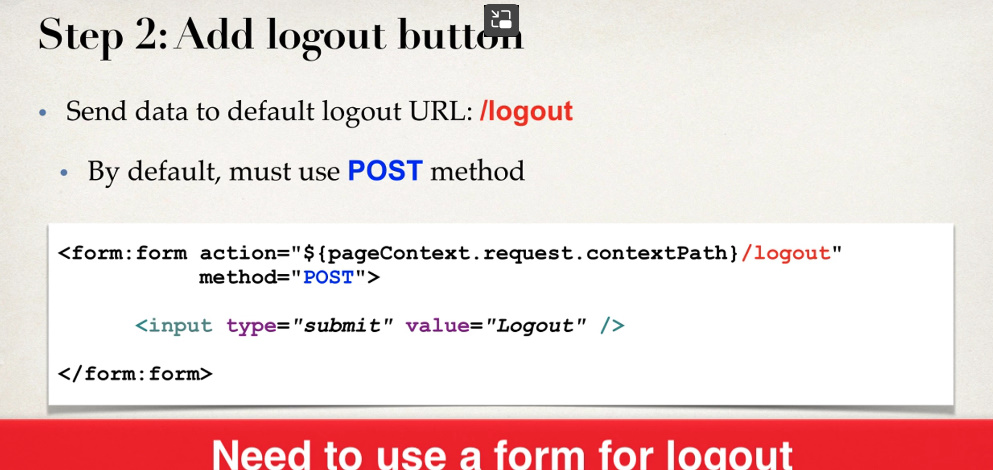 Step 2: Add logout button
• Send data to default logout URL: /logout
• By default, must use POST method
<form:form action="${pageContext.request.contextPath}/logout"
method="POST">
<input type="submit" value="Logout" />
</form:form>
Need to use a form for logout